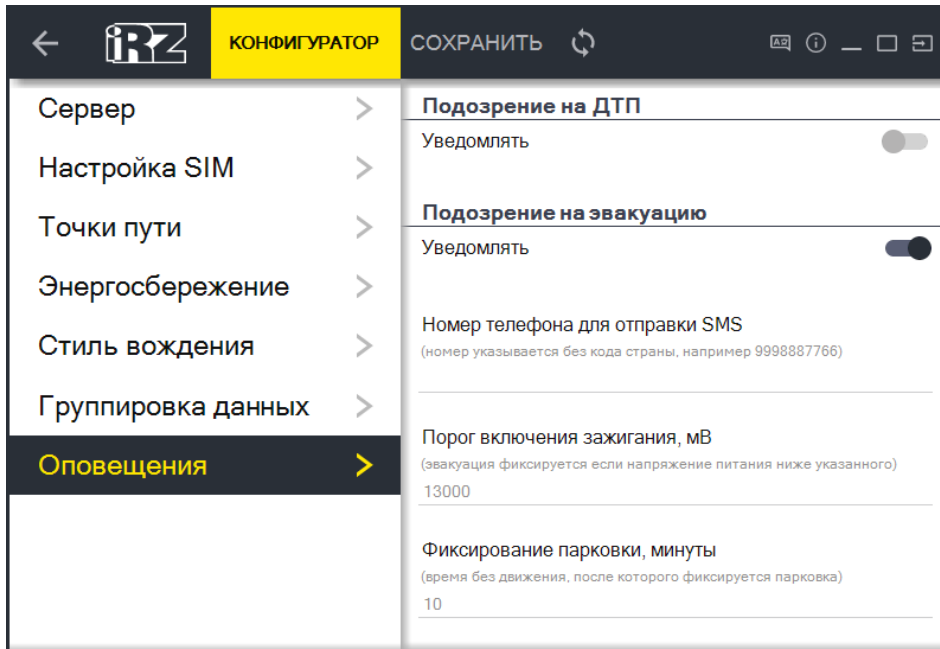 iRZ
КОНФИГУРАТОР
СОХРАНИТЬ
Сервер
Настройка SIM
Точки пути
Энергосбережение
Стиль вождения
Группировка данных
Оповещения
Подозрение на ДТП
Уведомлять
Подозрение на эвакуацию
Уведомлять
Номер телефона для отправки SMS
(номер указывается без кода страны, например 9998887766)
Порог включения зажигания, мВ
(эвакуация фиксируется если напряжение питания ниже указанного)
13000
Фиксирование парковки, минуты
(время без движения, после которого фиксируется парковка)
10